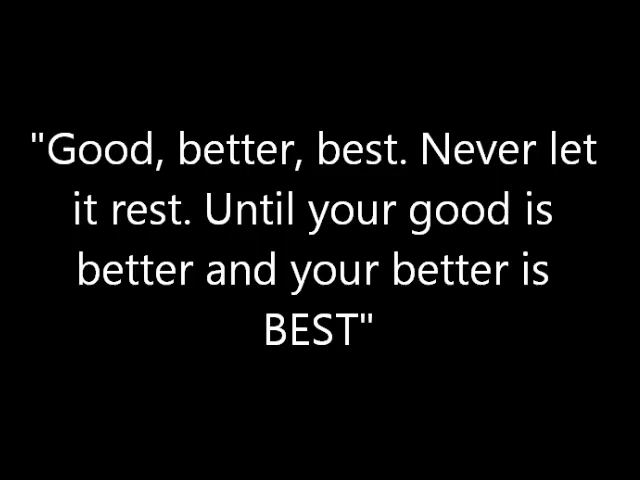 "Good, better, best. Never let
it rest. Until your good is
better and your better is
BEST"